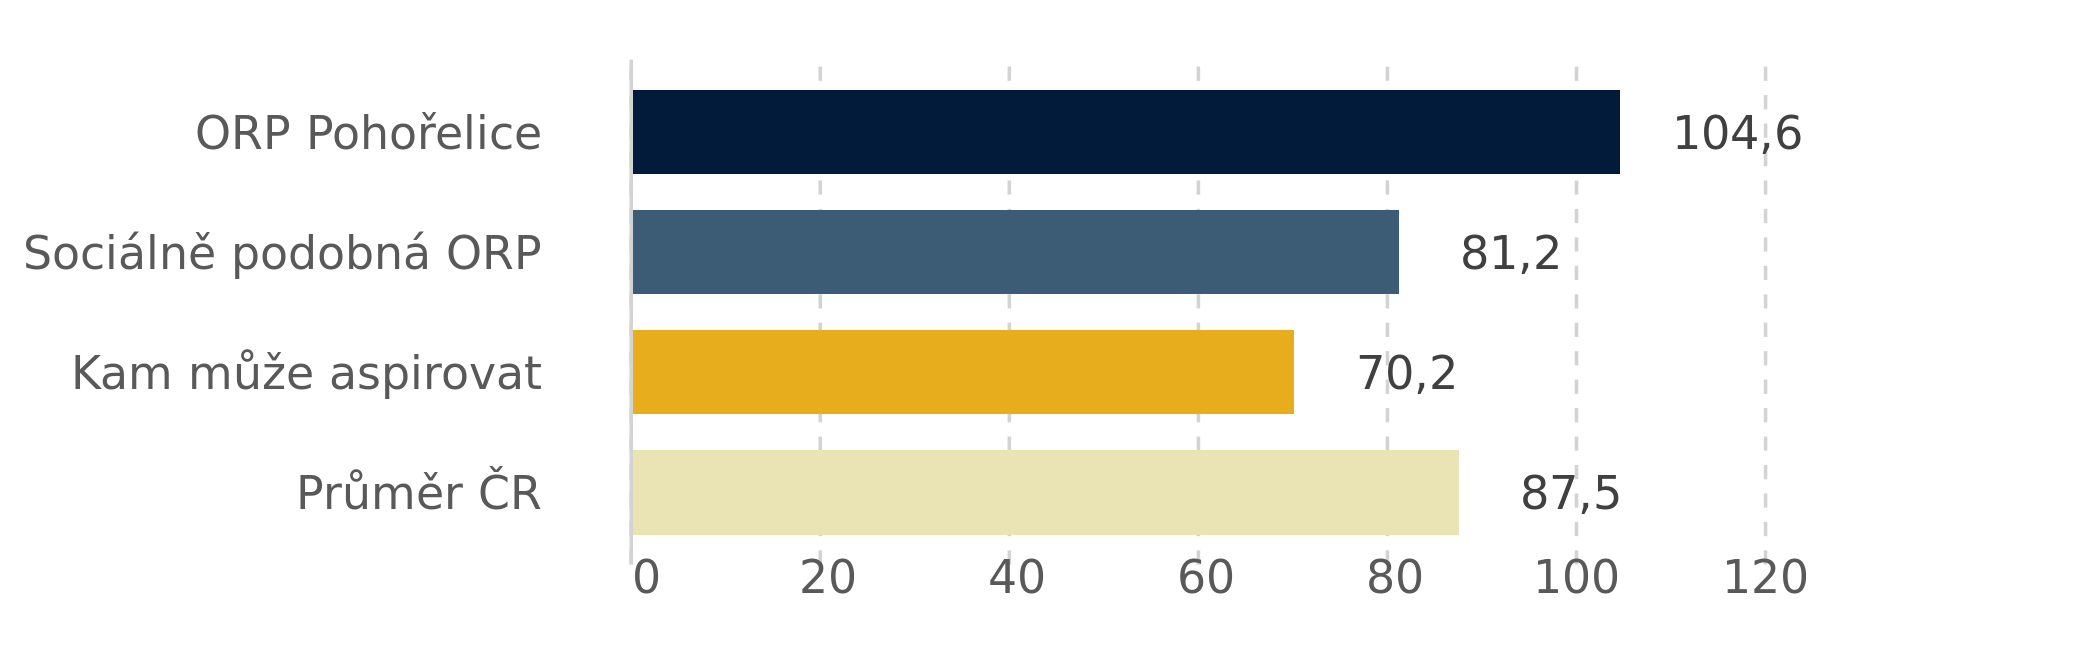 ORP Pohořelice 104,6
Sociálně podobná ORP 81,2
Kam může aspirovat 70,2
Průměr ČR 87,5
0 20 40 60 80 100 120